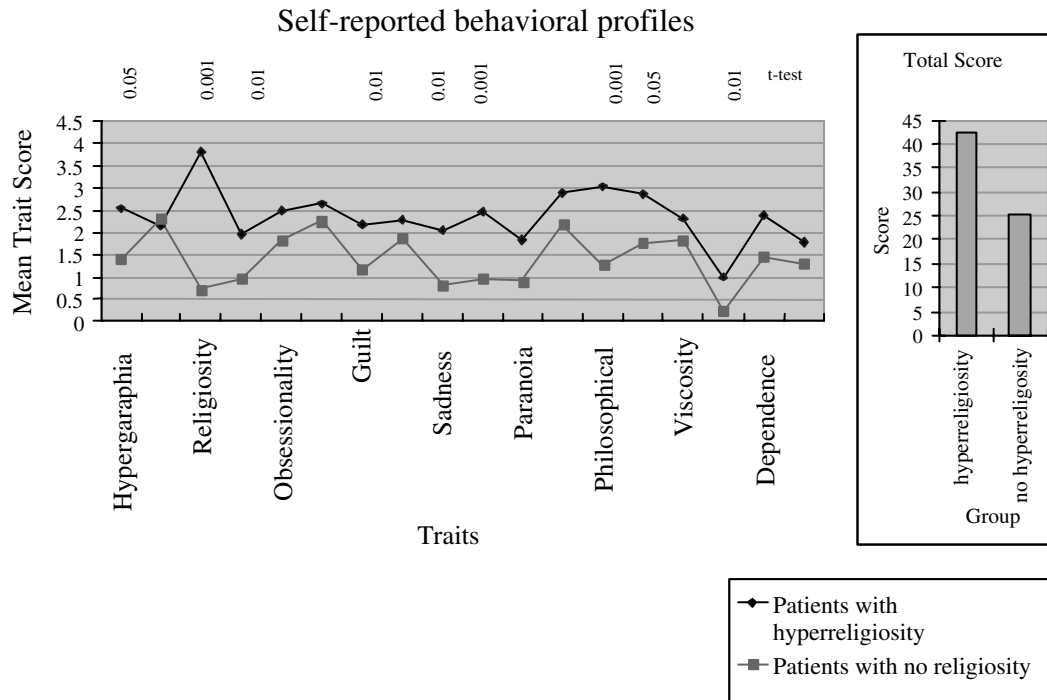 Self-reported behavioral profiles
0.05 0.001 0.01 0.01 0.01 0.001 0.001 0.05 0.01 t-test
Mean Trait Score
4.5
4
3.5
3
2.5
2
1.5
1
0.5
0
Hypergaraphia
Religiosity
Obsessionality
Guilt
Sadness
Paranoia
Philosophical
Viscosity
Dependence
Traits
Total Score
Score
45
40
35
30
25
20
15
10
5
0
hyperreligiosity
no hyperreligosity
Group
Patients with
hyperreligiosity
Patients with no religiosity